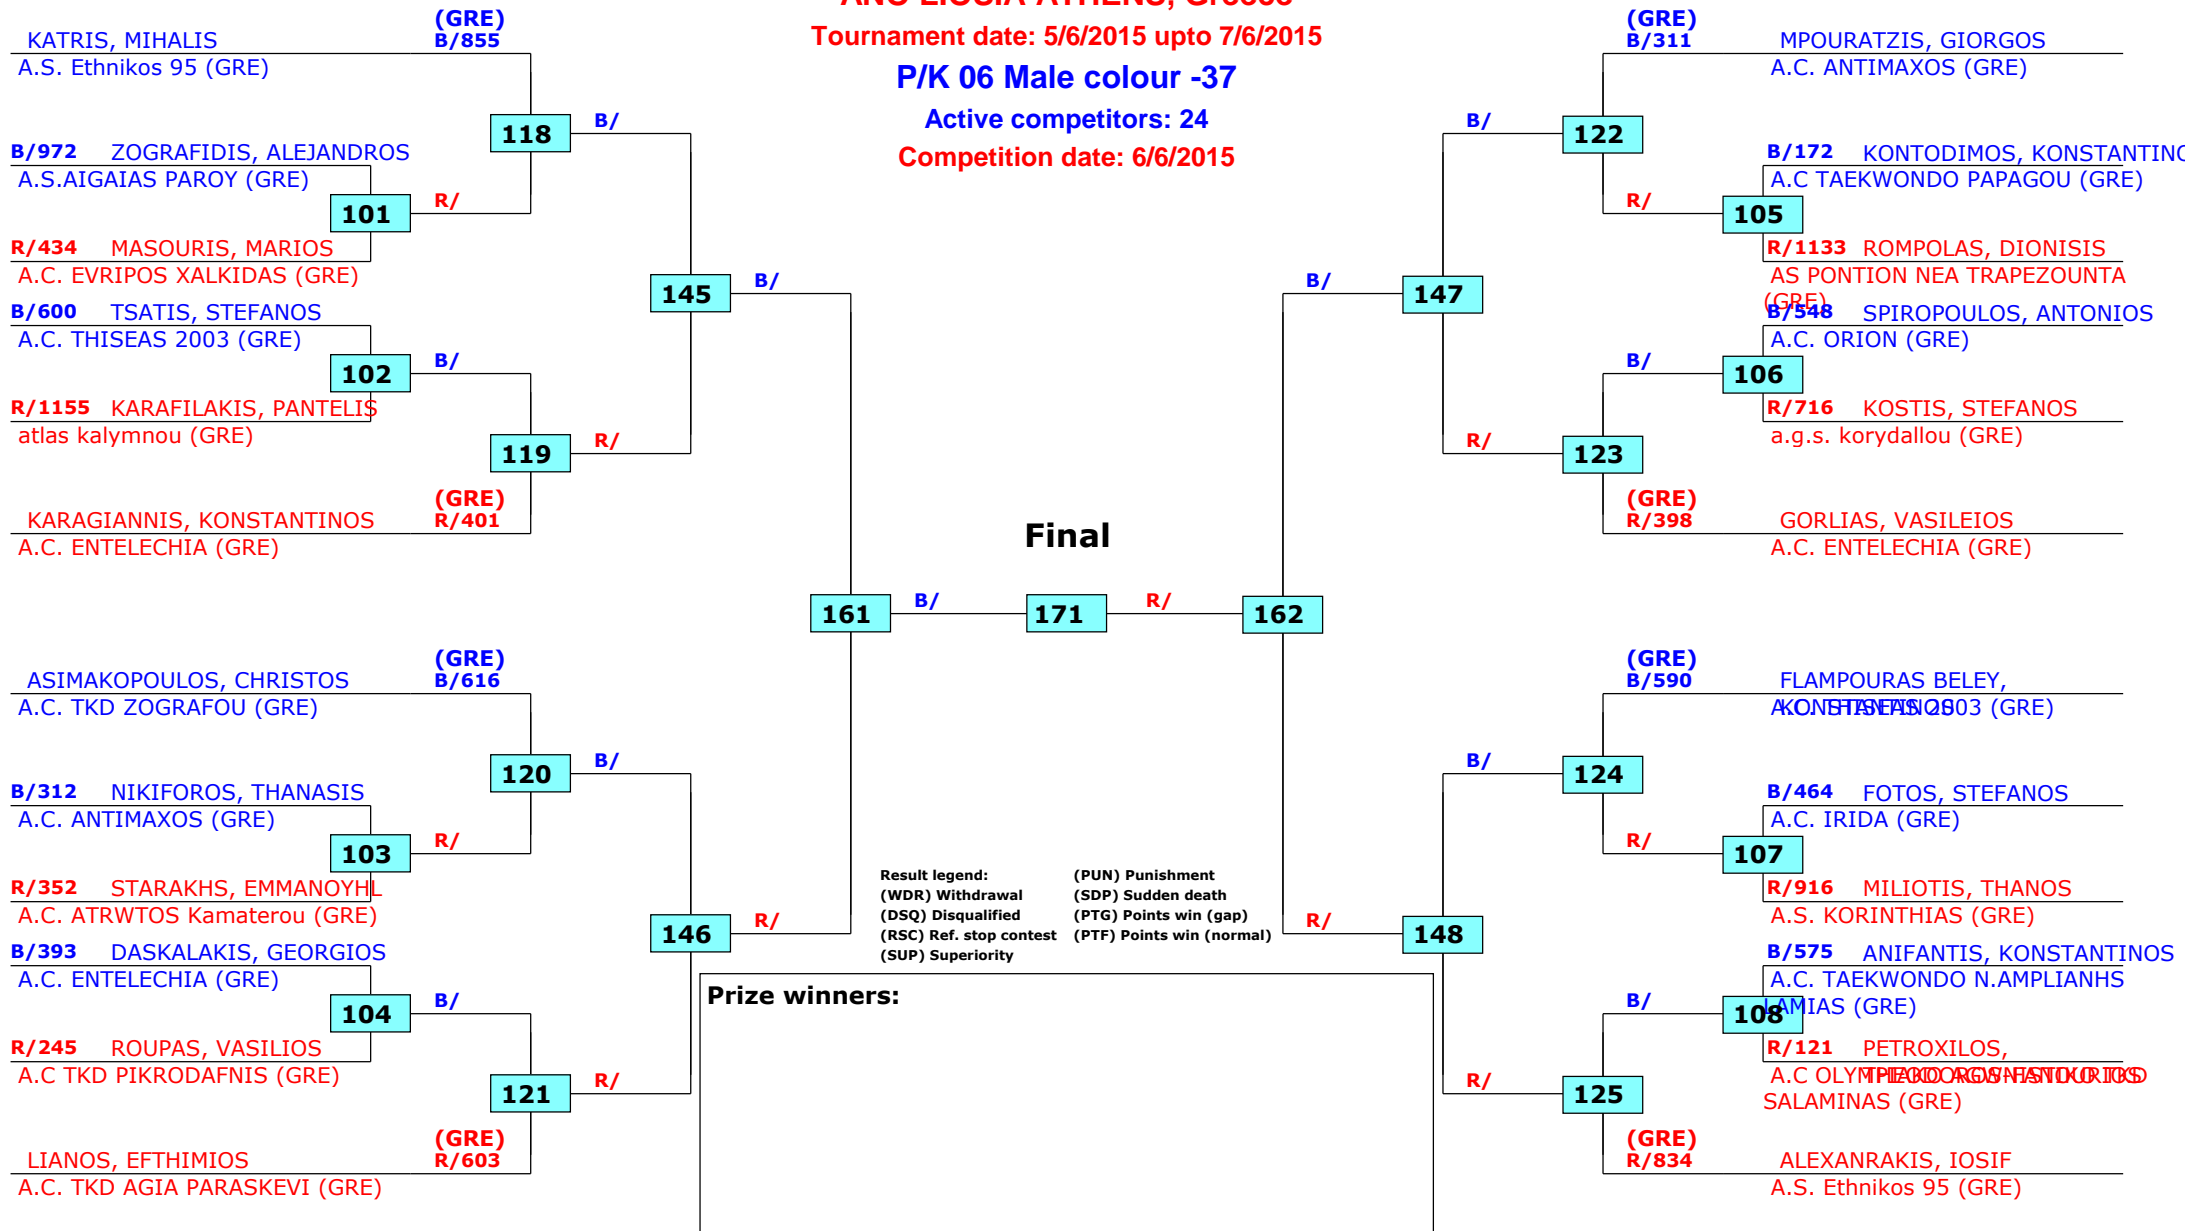 ANO LIOSIA ATHENS, Greece
Tournament date: 5/6/2015 upto 7/6/2015
P/K 06 Male colour -37
Active competitors: 24
Competition date: 6/6/2015
(GRE)
KATRIS, MIHALIS B/855
A.S. Ethnikos 95 (GRE)
118 B/
B/972 ZOGRAFIDIS, ALEJANDROS
A.S.AIGAIAS PAROY (GRE)
101 R/
R/434 MASOURIS, MARIOS
A.C. EVRIPOS XALKIDAS (GRE)
145 B/
B/600 TSATIS, STEFANOS
A.C. THISEAS 2003 (GRE)
102 B/
R/1155 KARAFILAKIS, PANTELIS
atlas kalymnou (GRE)
119 R/
(GRE)
KARAGIANNIS, KONSTANTINOS R/401
A.C. ENTELECHIA (GRE)
Final
161 B/ 171 R/ 162
(GRE)
ASIMAKOPOULOS, CHRISTOS B/616
A.C. TKD ZOGRAFOU (GRE)
120 B/
B/312 NIKIFOROS, THANASIS
A.C. ANTIMAXOS (GRE)
103 R/
R/352 STARAKHS, EMMANOYHL
A.C. ATRWTOS Kamaterou (GRE)
146 R/
B/393 DASKALAKIS, GEORGIOS
A.C. ENTELECHIA (GRE)
104 B/
R/245 ROUPAS, VASILIOS
A.C TKD PIKRODAFNIS (GRE)
121 R/
(GRE)
LIANOS, EFTHIMIOS R/603
A.C. TKD AGIA PARASKEVI (GRE)
Result legend: (PUN) Punishment
(WDR) Withdrawal (SDP) Sudden death
(DSQ) Disqualified (PTG) Points win (gap)
(RSC) Ref. stop contest (PTF) Points win (normal)
(SUP) Superiority
Prize winners:
(GRE)
B/311 MPOURATZIS, GIORGOS
A.C. ANTIMAXOS (GRE)
B/ 122
B/172 KONTODIMOS, KONSTANTINO
A.C TAEKWONDO PAPAGOU (GRE)
R/ 105
R/1133 ROMPOLAS, DIONISIS
AS PONTION NEA TRAPEZOUNTA
(GRE)
B/ 147
B/548 SPIROPOULOS, ANTONIOS
A.C. ORION (GRE)
B/ 106
R/716 KOSTIS, STEFANOS
a.g.s. korydallou (GRE)
R/ 123
(GRE)
R/398 GORLIAS, VASILEIOS
A.C. ENTELECHIA (GRE)
(GRE)
B/590 FLAMPOURAS BELEY,
KONSTANTINOS
A.C. THISEAS 2003 (GRE)
B/ 124
B/464 FOTOS, STEFANOS
A.C. IRIDA (GRE)
R/ 107
R/916 MILIOTIS, THANOS
A.S. KORINTHIAS (GRE)
R/ 148
B/575 ANIFANTIS, KONSTANTINOS
A.C. TAEKWONDO N.AMPLIANHS
LAMIAS (GRE)
B/ 108
R/121 PETROXILOS,
A.C
SALAMINAS (GRE)
R/ 125
(GRE)
R/834 ALEXANRAKIS, IOSIF
A.S. Ethnikos 95 (GRE)